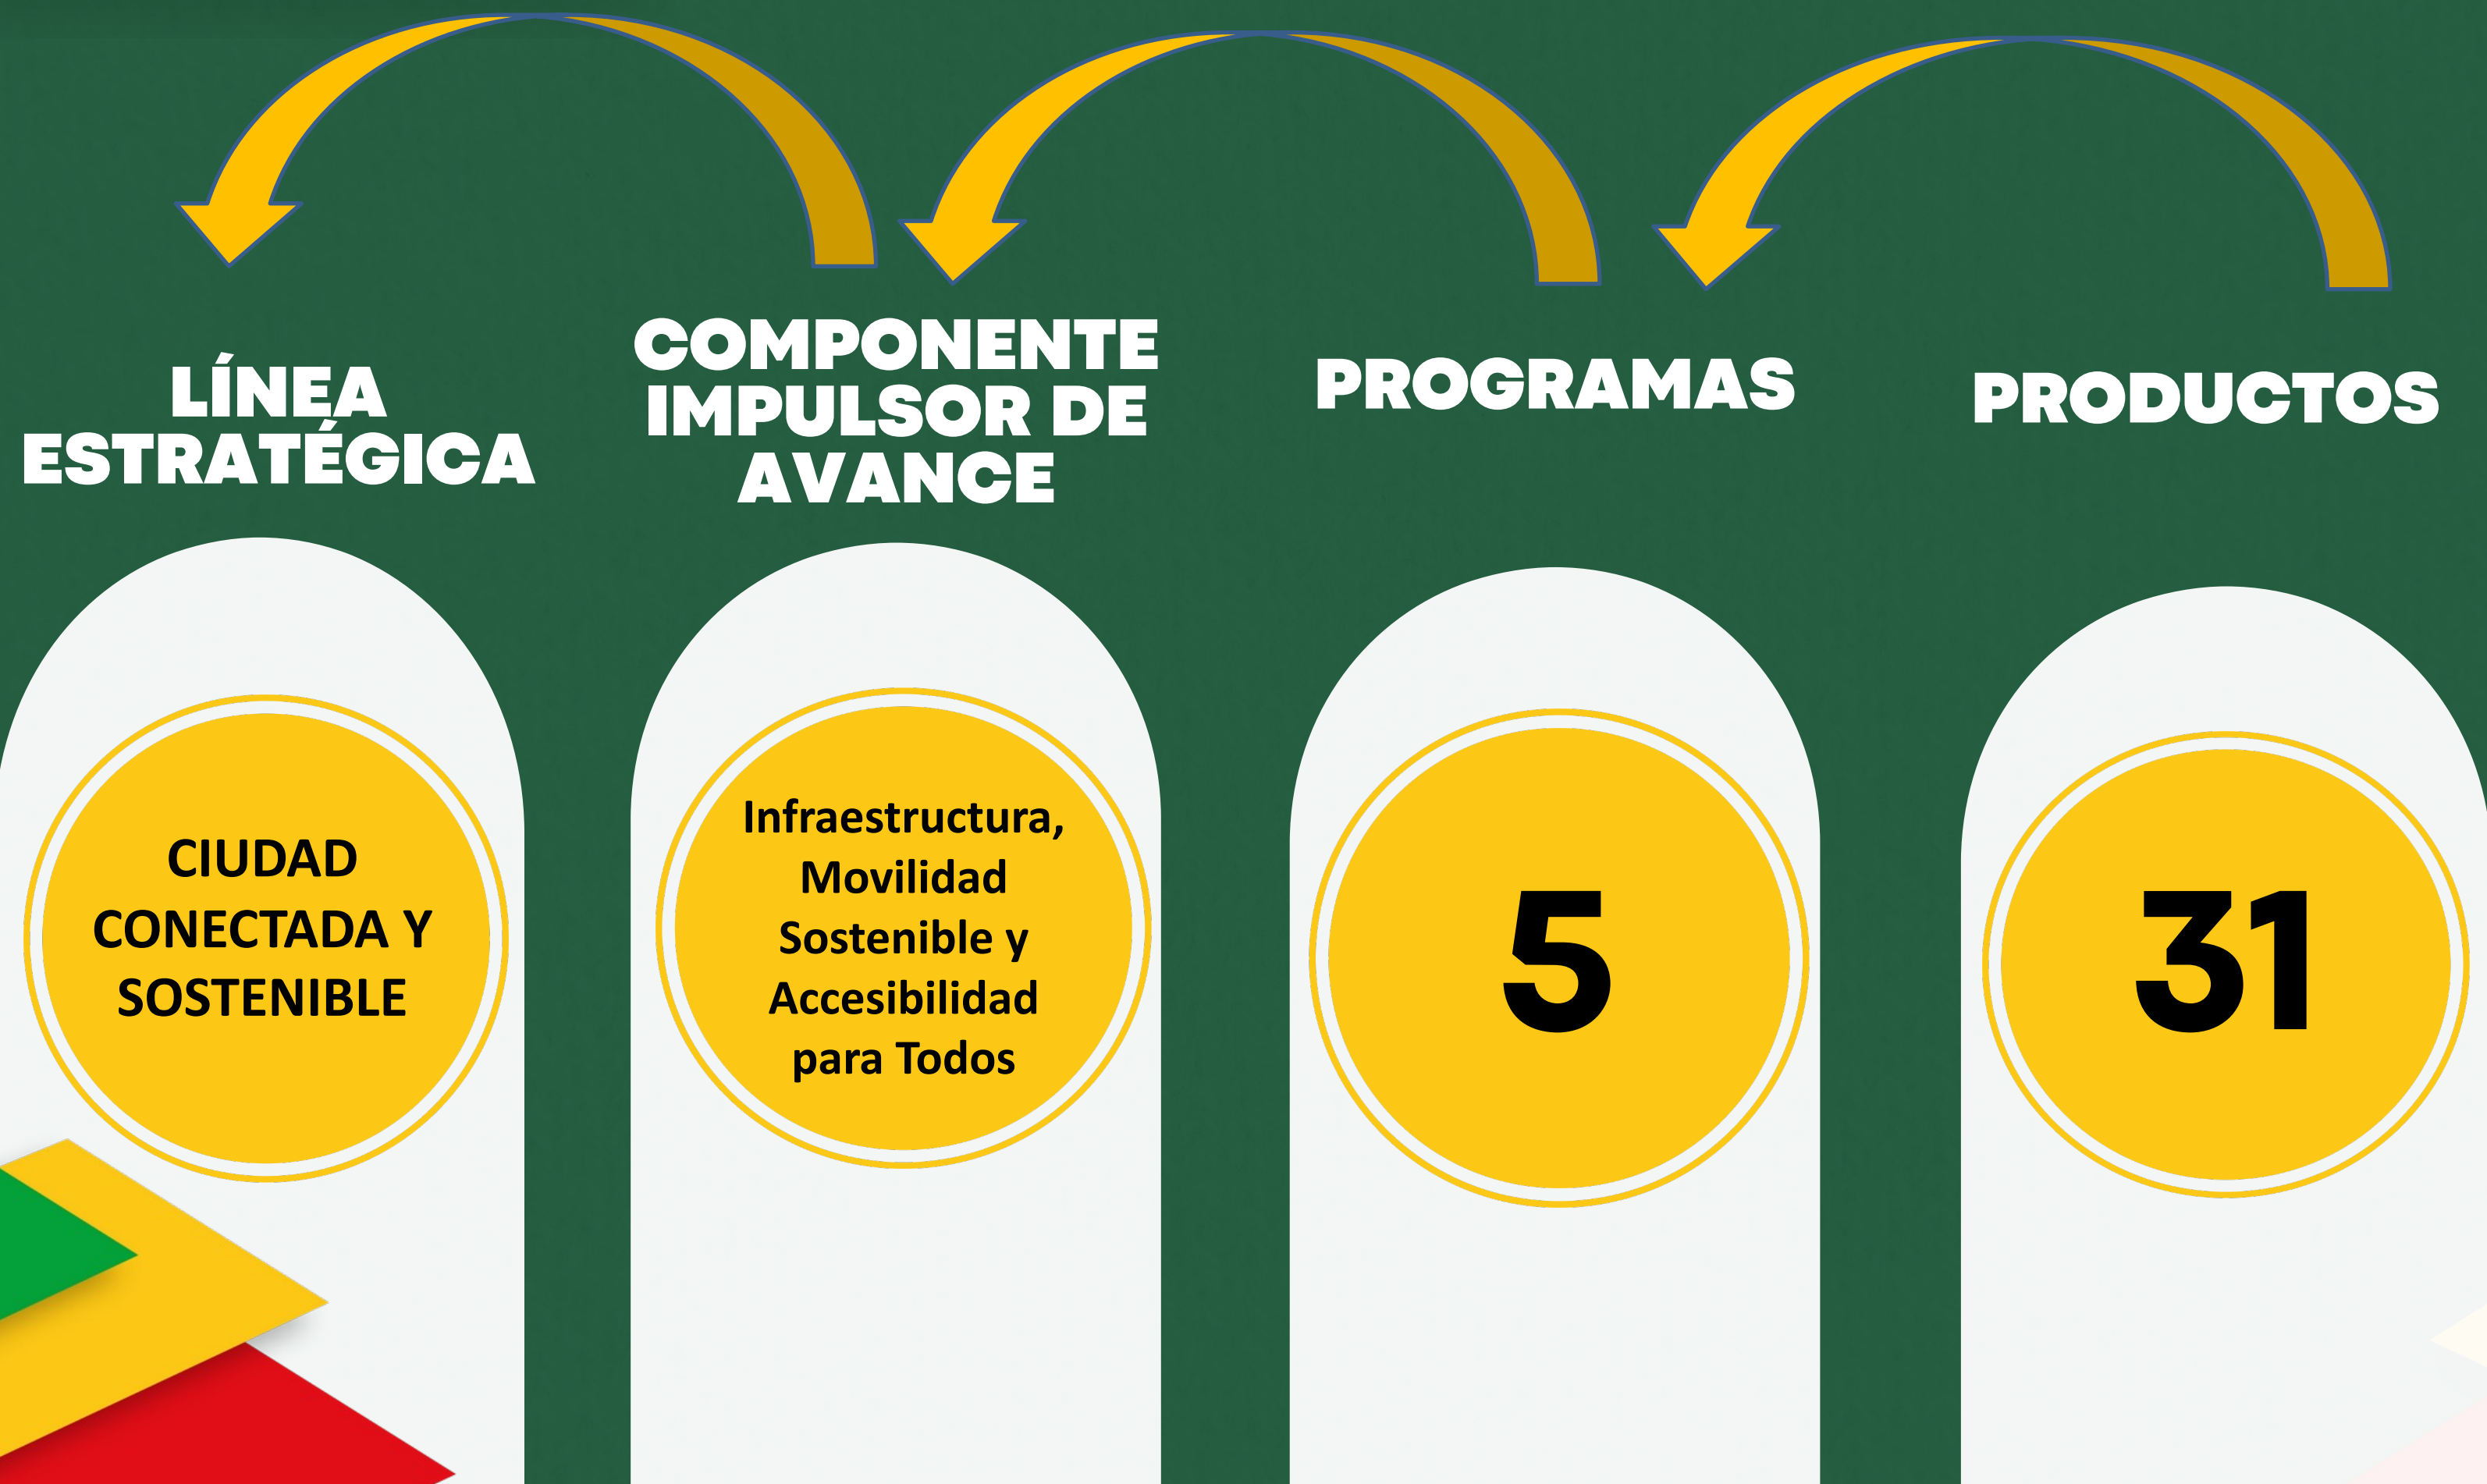 LÍNEA
ESTRATÉGICA
COMPONENTE
IMPULSOR DE
AVANCE
PROGRAMAS
PRODUCTOS
CIUDAD
CONECTADA Y
SOSTENIBLE
Infraestructura,
Movilidad
Sostenible y
Accesibilidad
para Todos
5
31